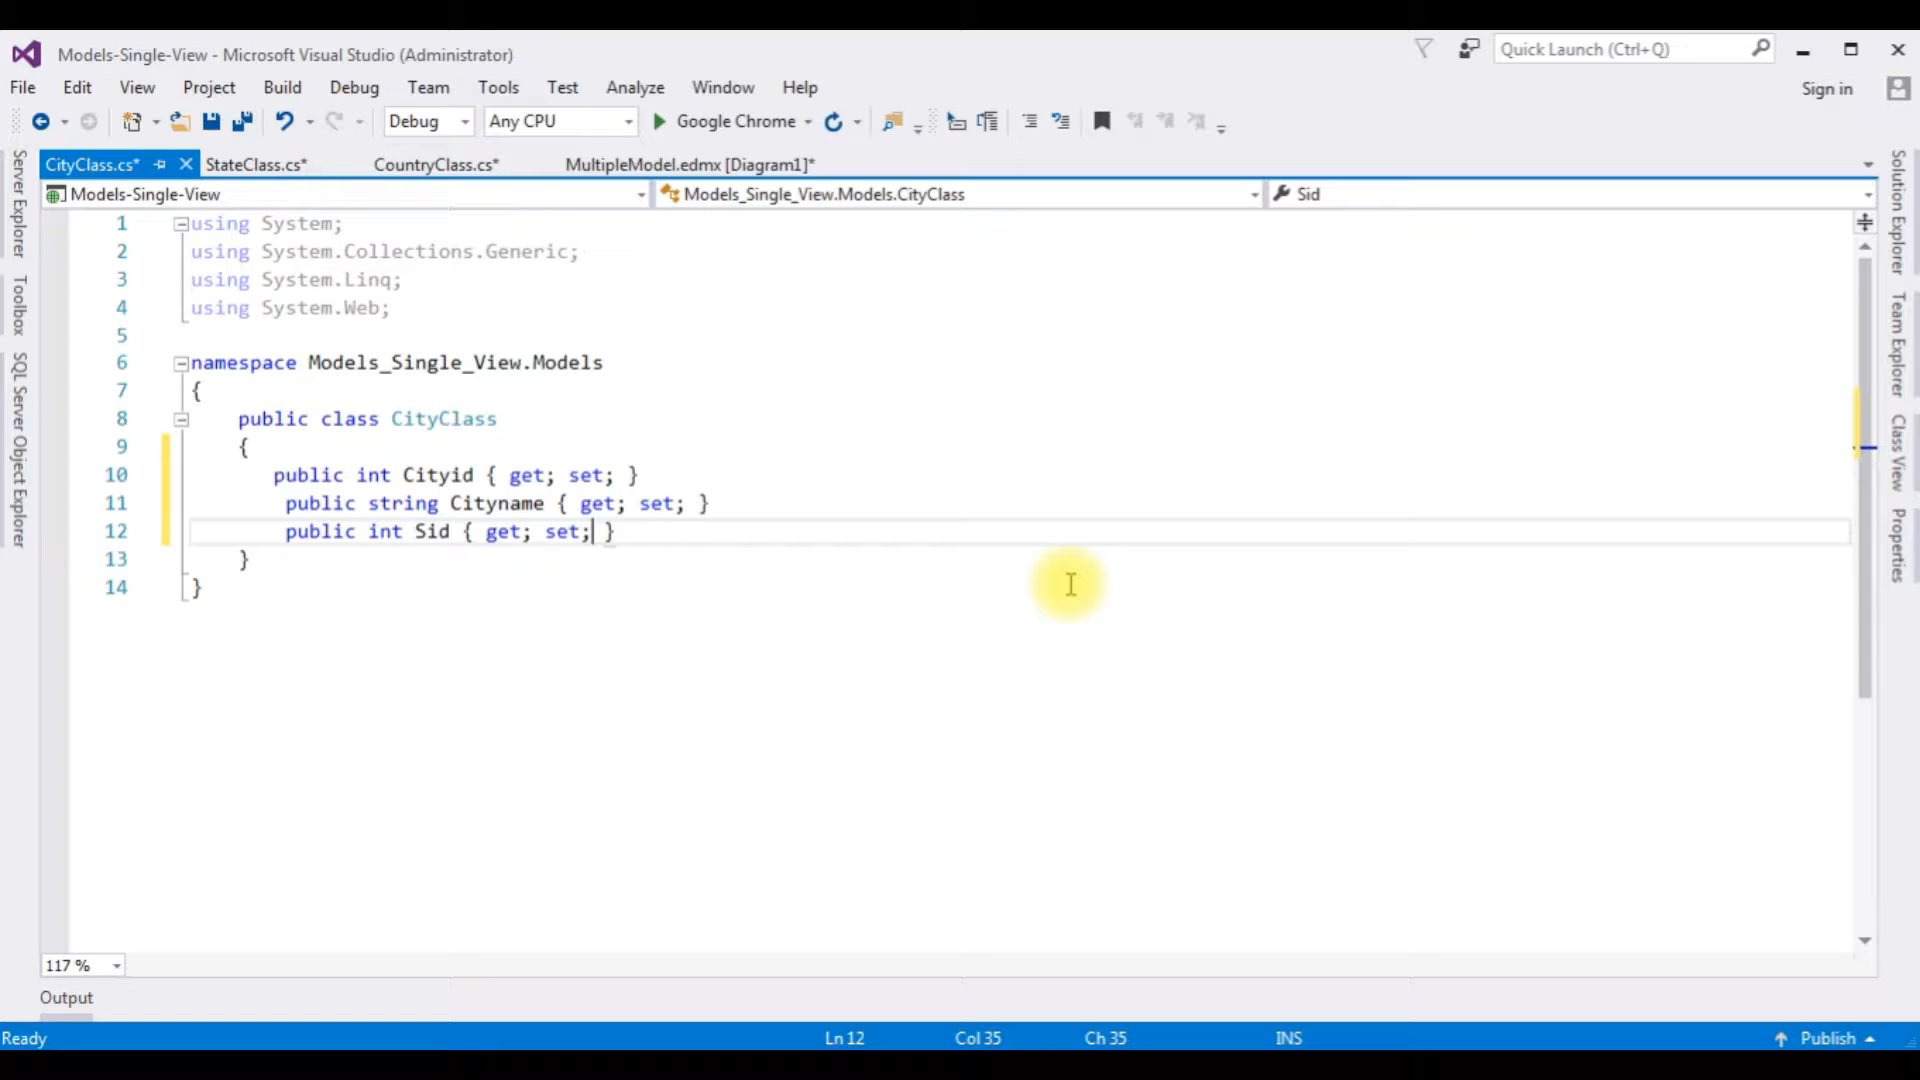 Models-Single-View - Microsoft Visual Studio (Administrator)
Quick Launch (Ctrl+Q)
File Edit View Project Build Debug Team Tools Test Analyze Window Help
Sign in
Debug Any CPU Google Chrome
CityClass.cs* StateClass.cs* CountryClass.cs* MultipleModel.edmx [Diagram1]*
Models-Single-View Models_Single_View.Models.CityClass Sid
1 using System;
2 using System.Collections.Generic;
3 using System.Linq;
4 using System.Web;
5
6 namespace Models_Single_View.Models
7 {
8 public class CityClass
9 {
10 public int Cityid { get; set; }
11 public string Cityname { get; set; }
12 public int Sid { get; set; }
13 }
14 }
Server Explorer
Toolbox
SQL Server Object Explorer
Solution Explorer
Team Explorer
Class View
Properties
117 %
Output
Ready Ln 12 Col 35 Ch 35 INS Publish